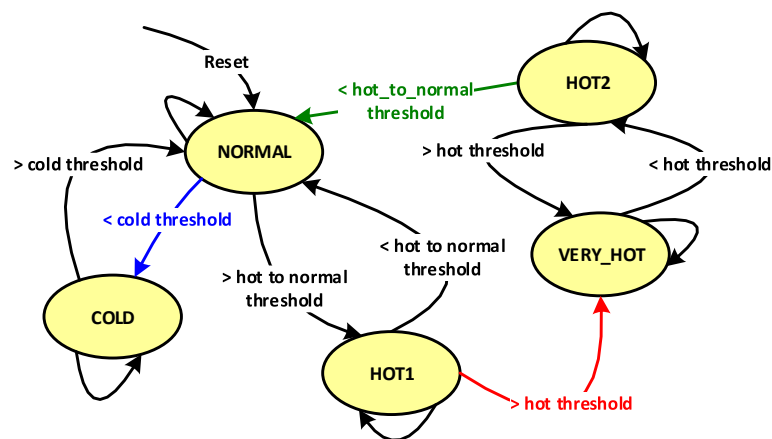 Reset
HOT2
< hot_to_normal
threshold
NORMAL
> hot threshold
< hot threshold
> cold threshold
< cold threshold
< hot to normal
threshold
VERY_HOT
> hot to normal
threshold
COLD
HOT1
> hot threshold